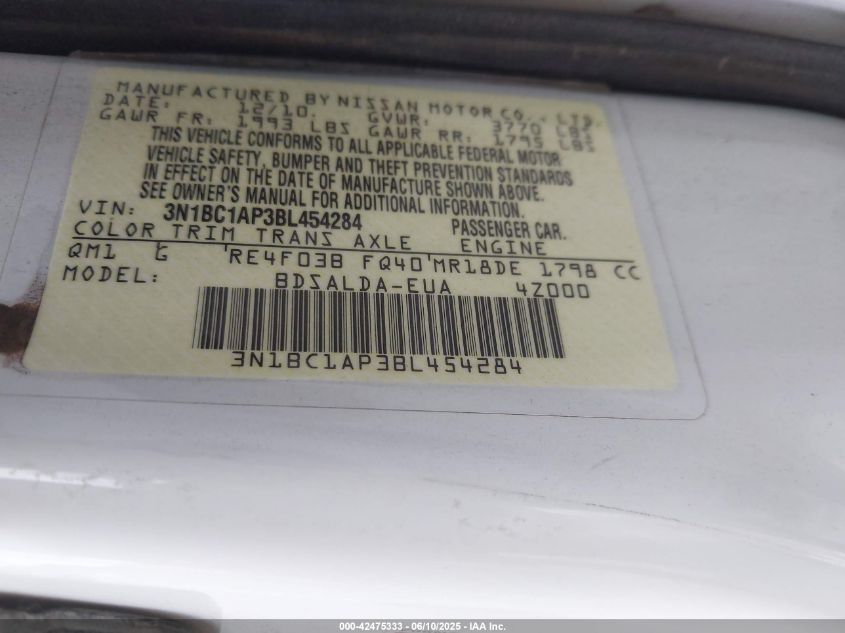 MANUFACTURED BY NISSAN MOTOR CO., LTD.
DATE: 12/10. GVWR: 3770 LBS
GAWR FR: 1993 LBS GAWR RR: 1795 LBS
THIS VEHICLE CONFORMS TO ALL APPLICABLE FEDERAL MOTOR
VEHICLE SAFETY, BUMPER AND THEFT PREVENTION STANDARDS
IN EFFECT ON THE DATE OF MANUFACTURE SHOWN ABOVE.
SEE OWNER'S MANUAL FOR ADDITIONAL INFORMATION.
VIN: 3N1BC1AP3BL454284 PASSENGER CAR.
COLOR TRIM TRANS AXLE ENGINE
QM1 G RE4F03B FQ40 MR18DE 1798 CC
MODEL: BDSALDA-EUA 4Z000
3N1BC1AP3BL454284
000-42475333 - 06/10/2025 - IAA Inc.